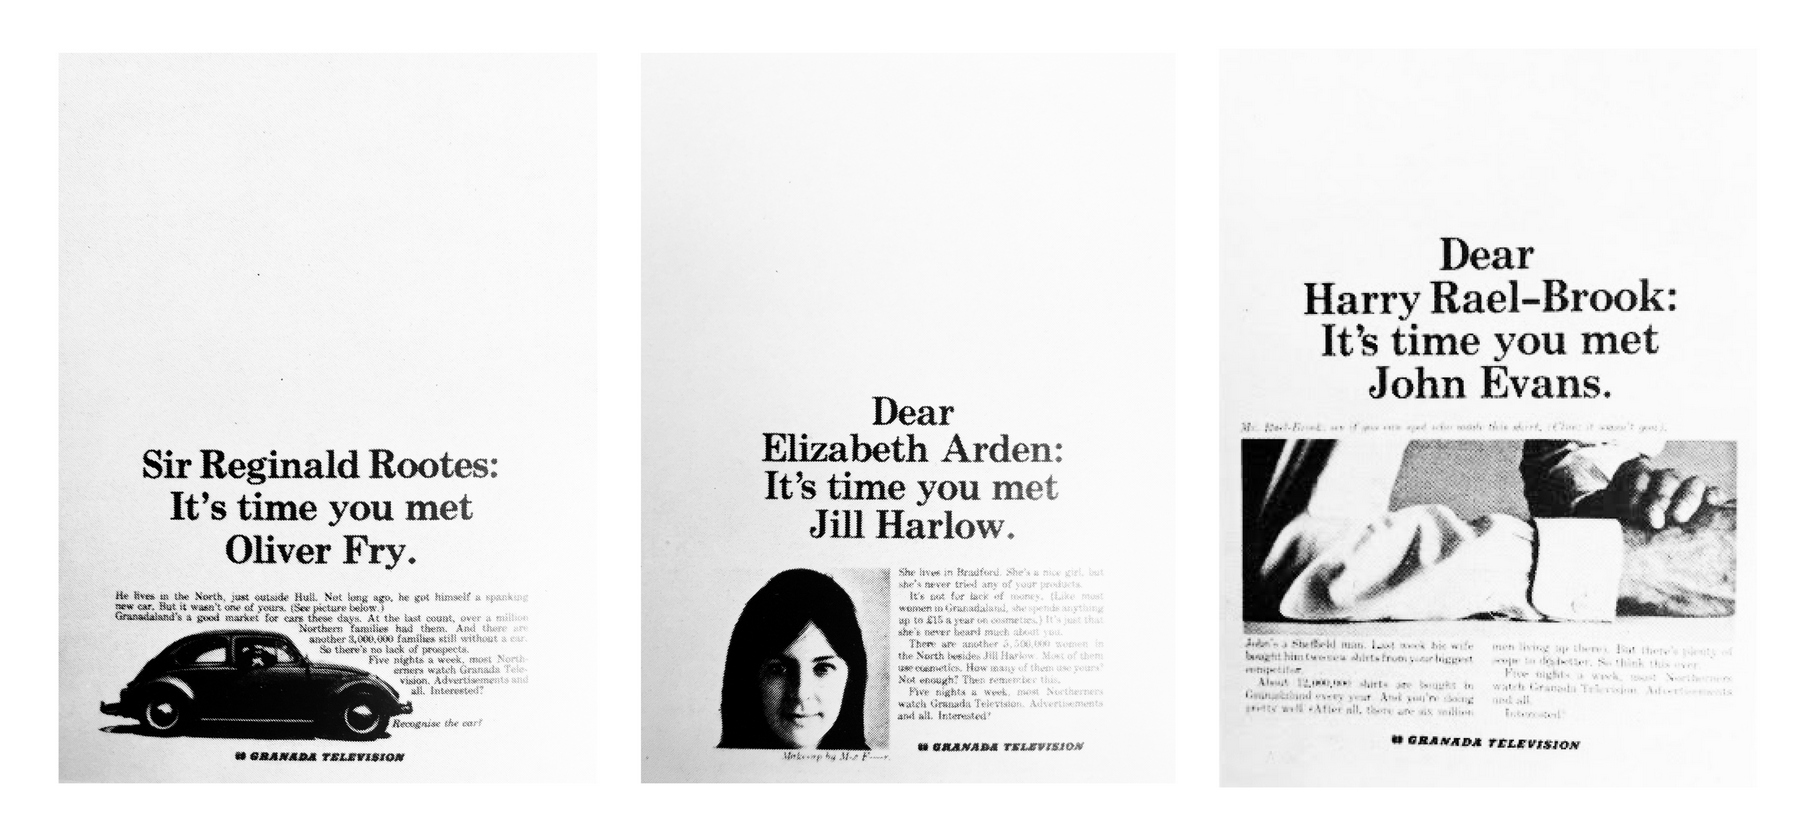 Sir Reginald Rootes:
It's time you met
Oliver Fry.
He lives in the North, just outside Hull. Not long ago, he got himself a spanking
new car. But it wasn't one of yours. (See picture below.)
Granadaland's a good market for cars these days. At the last count, over a million
Northern families had them. And there are
another 3,000,000 families still without a car.
So there's no lack of prospects.
Five nights a week, most North-
erners watch Granada Tele-
vision. Advertisements and
all. Interested?
Recognise the car?
GRANADA TELEVISION
Dear
Elizabeth Arden:
It's time you met
Jill Harlow.
She lives in Bradford. She's a nice girl, but
she's never tried any of your products.
It's not for lack of money. (Like most
women in Granadaland, she spends anything
up to £15 a year on cosmetics.) It's just that
she's never heard much about you.
There are another 5,500,000 women in
the North besides Jill Harlow. Most of them
use cosmetics. How many of them use yours?
Not enough? Then remember this.
Five nights a week, most Northerners
watch Granada Television. Advertisements
and all. Interested?
Make-up by Max F——r.
GRANADA TELEVISION
Dear
Harry Rael-Brook:
It's time you met
John Evans.
Mr. Rael-Brook: see if you can spot who made this shirt. (Clue: it wasn't you).
John's a Sheffield man. Last week his wife
bought him two new shirts from your biggest
competitor.
About 12,000,000 shirts are bought in
Granadaland every year. And you're doing
pretty well (After all, there are six million
men living up there). But there's plenty of
scope to do better. So think this over.
Five nights a week, most Northerners
watch Granada Television. Advertisements
and all.
Interested?
GRANADA TELEVISION